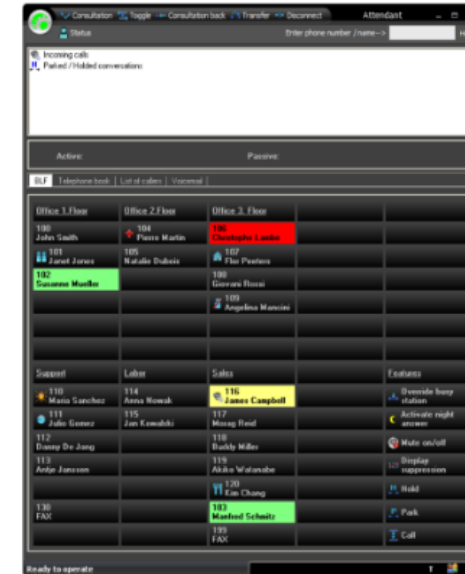 Consultation Toggle Consultation back Transfer Disconnect Attendant
Status Enter phone number /name-->
Incoming calls
Parked / Holded conversations
Active: Passive:
BLF Telephone book List of callers Voicemail
Office 1.Floor Office 2.Floor Office 3. Floor
100 104 106
John Smith Pierre Martin Christophe Lambe
101 105 107
Janet Jones Natalie Dubois Flor Peeters
102 108
Susanne Mueller Giovani Rossi
109
Angelina Mancini
Support Labor Sales Features
110 114 116 Override busy
Maria Sanchez Anna Nowak James Campbell station
111 115 117 Activate night
Julio Gomez Jan Kowalski Morag Reid answer
112 118 Mute on/off
Danny De Jong Buddy Miller
113 119 Display
Antje Janssen Akiko Watanabe suppression
120 Hold
Kim Chang
130 103 Park
FAX Manfred Schmitz
199 Call
FAX
Ready to operate